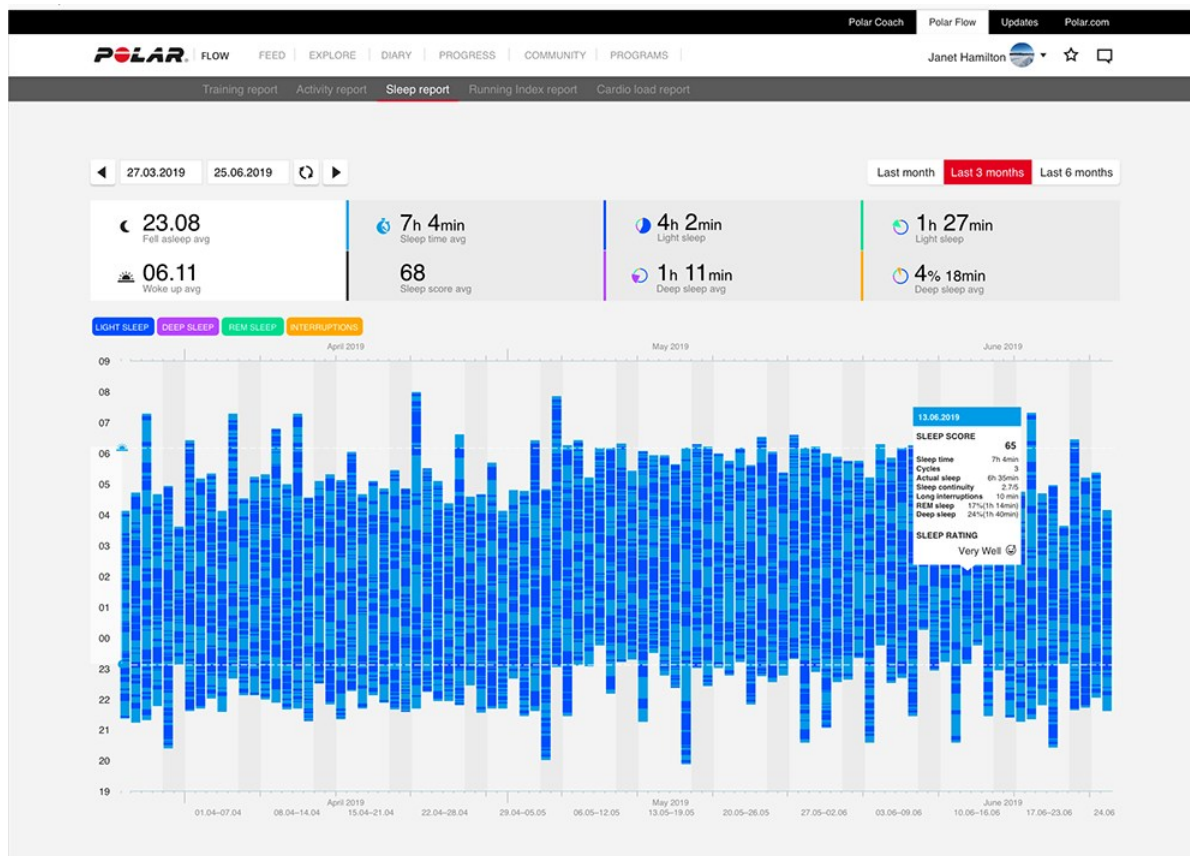 Polar Coach Polar Flow Updates Polar.com
POLAR. FLOW FEED EXPLORE DIARY PROGRESS COMMUNITY PROGRAMS Janet Hamilton
Training report Activity report Sleep report Running Index report Cardio load report
27.03.2019 25.06.2019 Last month Last 3 months Last 6 months
23.08 7h 4min 4h 2min 1h 27min
Fell asleep avg Sleep time avg Light sleep Light sleep
06.11 68 1h 11min 4% 18min
Woke up avg Sleep score avg Deep sleep avg Deep sleep avg
LIGHT SLEEP DEEP SLEEP REM SLEEP INTERRUPTIONS
April 2019 May 2019 June 2019
09
08
07
06
05
04
03
02
01
00
23
22
21
20
19
13.06.2019
SLEEP SCORE
65
Sleep time 7h 4min
Cycles 3
Actual sleep 6h 35min
Sleep continuity 2.7/5
Long interruptions 10 min
REM sleep 17%(1h 14min)
Deep sleep 24%(1h 40min)
SLEEP RATING
Very Well
April 2019 May 2019 June 2019
01.04–07.04 08.04–14.04 15.04–21.04 22.04–28.04 29.04–05.05 06.05–12.05 13.05–19.05 20.05–26.05 27.05–02.06 03.06–09.06 10.06–16.06 17.06–23.06 24.06